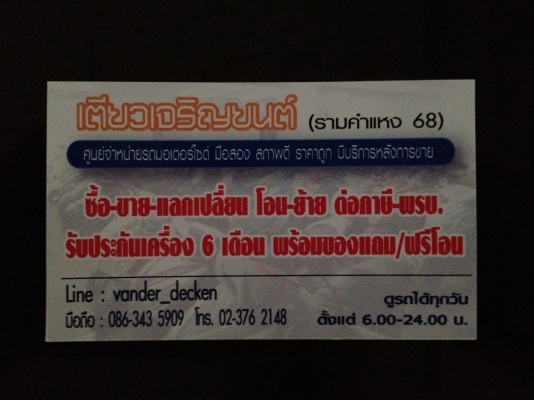 เตียวเจริญยนต์ (รามคำแหง 68)
ศูนย์จำหน่ายรถมอเตอร์ไซด์ มือสอง สภาพดี ราคาถูก มีบริการหลังการขาย
ซื้อ-ขาย-แลกเปลี่ยน โอน-ย้าย ต่อภาษี-พรบ.
รับประกันเครื่อง 6 เดือน พร้อมของแถม/ฟรีโอน
Line : vander_decken
ดูรถได้ทุกวัน
มือถือ : 086-343 5909 โทร. 02-376 2148
ตั้งแต่ 6.00-24.00 น.